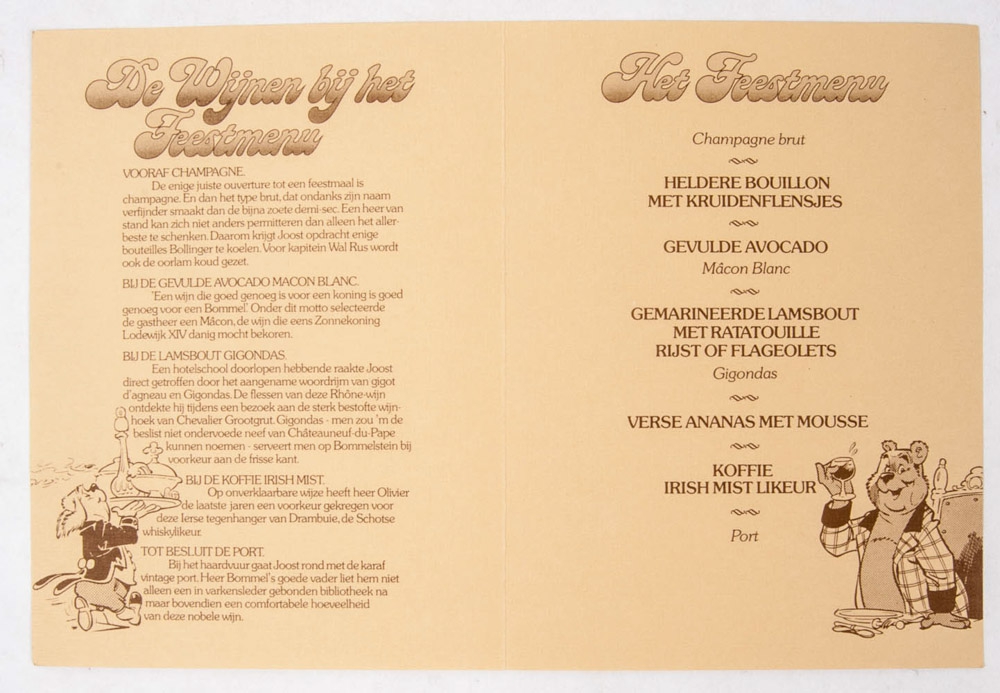 De Wijnen bij het
Feestmenu
VOORAF CHAMPAGNE.
De enige juiste ouverture tot een feestmaal is
champagne. En dan het type brut, dat ondanks zijn naam
verfijnder smaakt dan de bijna zoete demi-sec. Een heer van
stand kan zich niet anders permitteren dan alleen het aller-
beste te schenken. Daarom krijgt Joost opdracht enige
bouteilles Bollinger te koelen. Voor kapitein Wal Rus wordt
ook de oorlam koud gezet.
BIJ DE GEVULDE AVOCADO MACON BLANC.
'Een wijn die goed genoeg is voor een koning is goed
genoeg voor een Bommel'. Onder dit motto selecteerde
de gastheer een Mâcon, de wijn die eens Zonnekoning
Lodewijk XIV danig mocht bekoren.
BIJ DE LAMSBOUT GIGONDAS.
Een hotelschool doorlopen hebbende raakte Joost
direct getroffen door het aangename woordrijm van gigot
d'agneau en Gigondas. De flessen van deze Rhône-wijn
ontdekte hij tijdens een bezoek aan de sterk bestofte wijn-
hoek van Chevalier Grootgrut. Gigondas - men zou 'm de
beslist niet ondervoede neef van Châteauneuf-du-Pape
kunnen noemen - serveert men op Bommelstein bij
voorkeur aan de frisse kant.
BIJ DE KOFFIE IRISH MIST.
Op onverklaarbare wijze heeft heer Olivier
de laatste jaren een voorkeur gekregen voor
deze Ierse tegenhanger van Drambuie, de Schotse
whiskylikeur.
TOT BESLUIT DE PORT.
Bij het haardvuur gaat Joost rond met de karaf
vintage port. Heer Bommel's goede vader liet hem niet
alleen een in varkensleder gebonden bibliotheek na
maar bovendien een comfortabele hoeveelheid
van deze nobele wijn.
Het Feestmenu
Champagne brut
HELDERE BOUILLON
MET KRUIDENFLENSJES
GEVULDE AVOCADO
Mâcon Blanc
GEMARINEERDE LAMSBOUT
MET RATATOUILLE
RIJST OF FLAGEOLETS
Gigondas
VERSE ANANAS MET MOUSSE
KOFFIE
IRISH MIST LIKEUR
Port